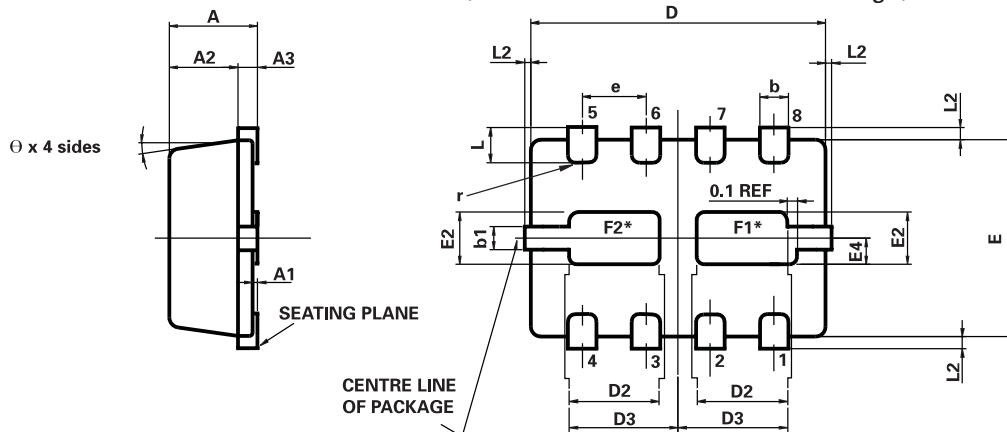 A
D
A2
A3
L2
L2
e
b
L2
5
6
7
8
Θ x 4 sides
L
r
0.1 REF
F2*
F1*
E2
b1
E4
E2
E
A1
SEATING PLANE
4
3
2
1
L2
CENTRE LINE
OF PACKAGE
D2
D2
D3
D3